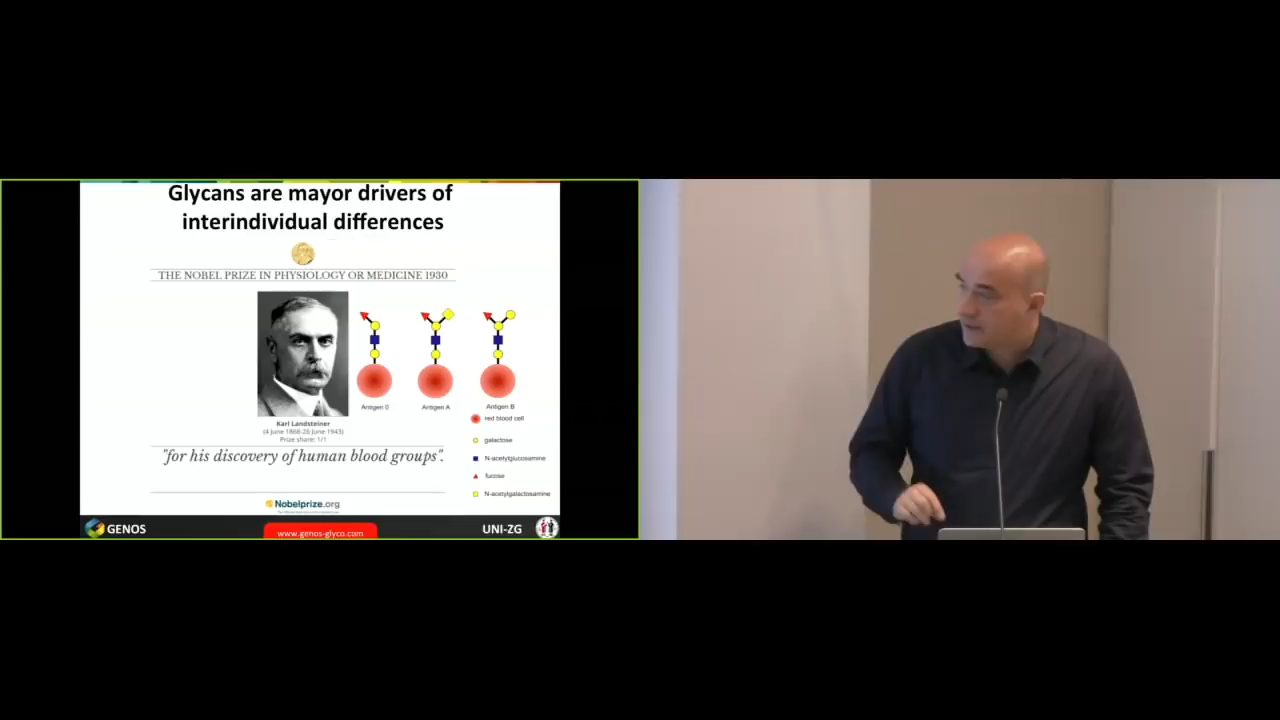 Glycans are mayor drivers of
interindividual differences
THE NOBEL PRIZE IN PHYSIOLOGY OR MEDICINE 1930
Karl Landsteiner
(4 June 1868-26 June 1943)
Prize share: 1/1
Antigen 0
Antigen A
Antigen B
red blood cell
galactose
N-acetylglucosamine
fucose
N-acetylgalactosamine
"for his discovery of human blood groups".
Nobelprize.org
GENOS
www.genos-glyco.com
UNI-ZG